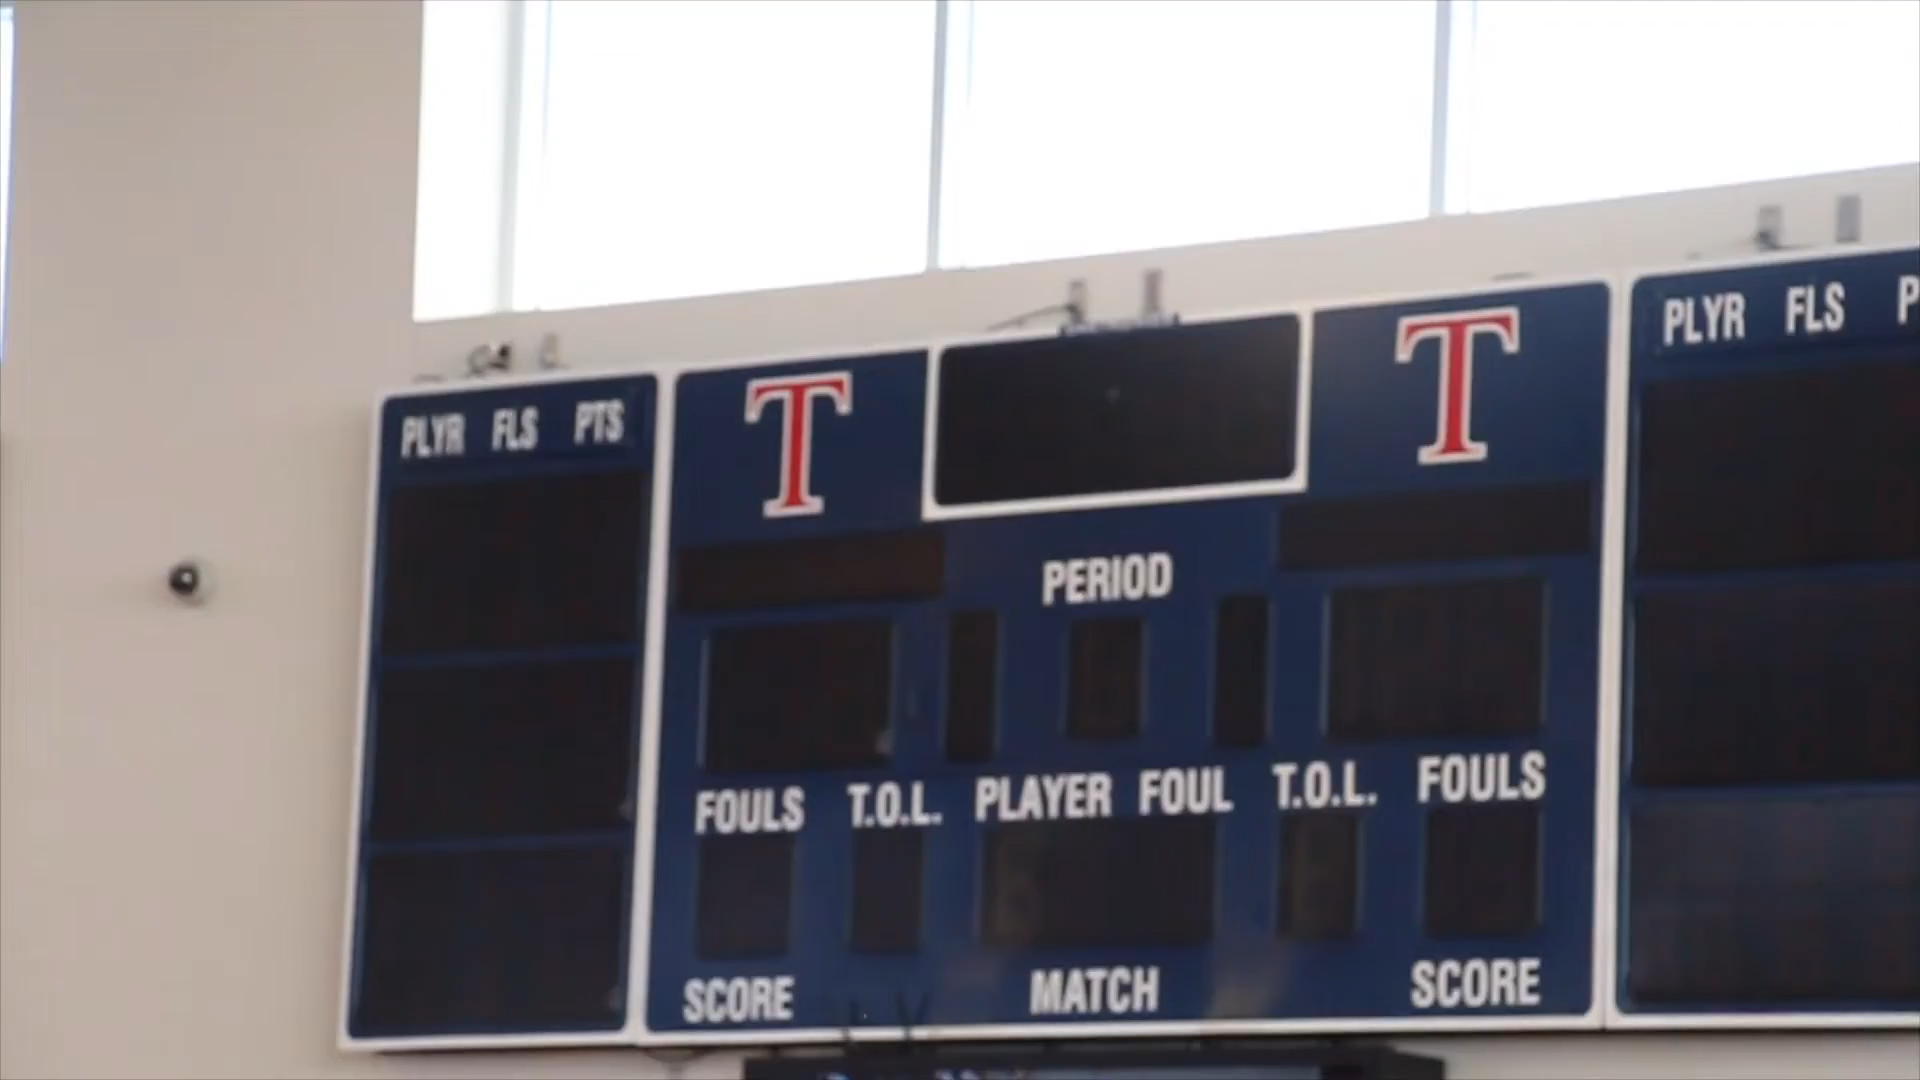 PLYR FLS PTS
T
T
PLYR FLS P
PERIOD
FOULS T.O.L. PLAYER FOUL T.O.L. FOULS
SCORE MATCH SCORE